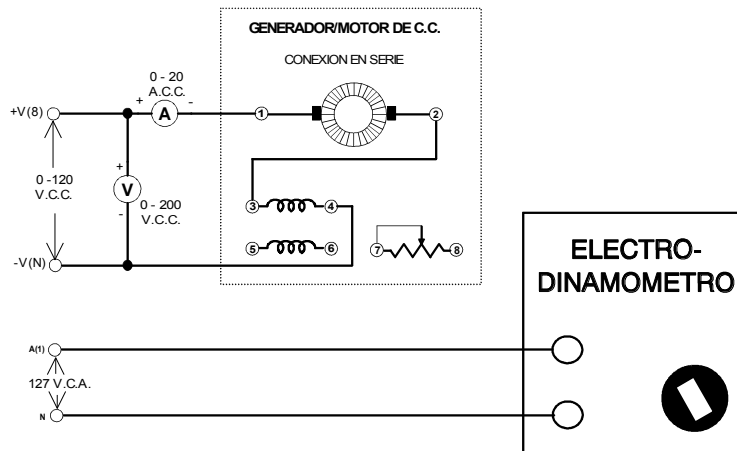 GENERADOR/MOTOR DE C.C.
CONEXION EN SERIE
0 - 20
A.C.C.
+ A -
+V(8)
1
2
0 -120
V.C.C.
+
V
-
0 - 200
V.C.C.
3
4
5
6
7
8
-V(N)
ELECTRO-
DINAMOMETRO
A(1)
127 V.C.A.
N